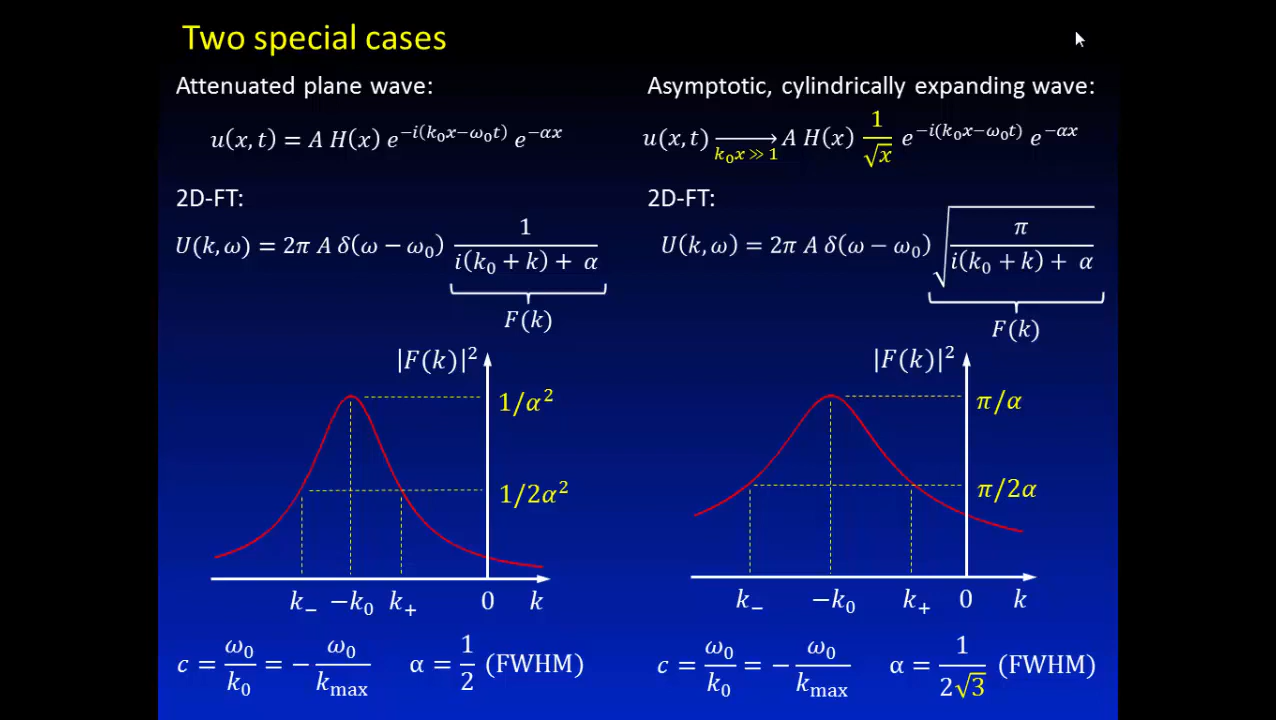 Two special cases
Attenuated plane wave:
u(x, t) = A H(x) e^{−i(k₀x−ω₀t)} e^{−αx}
2D-FT:
U(k, ω) = 2π A δ(ω − ω₀) 1 / (i(k₀ + k) + α)
F(k)
|F(k)|²
1/α²
1/2α²
k₋ −k₀ k₊ 0 k
c = ω₀/k₀ = − ω₀/k_max α = 1/2 (FWHM)
Asymptotic, cylindrically expanding wave:
u(x, t) ⟶_{k₀x ≫ 1} A H(x) 1/√x e^{−i(k₀x−ω₀t)} e^{−αx}
2D-FT:
U(k, ω) = 2π A δ(ω − ω₀) √(π / (i(k₀ + k) + α))
F(k)
|F(k)|²
π/α
π/2α
k₋ −k₀ k₊ 0 k
c = ω₀/k₀ = − ω₀/k_max α = 1/(2√3) (FWHM)